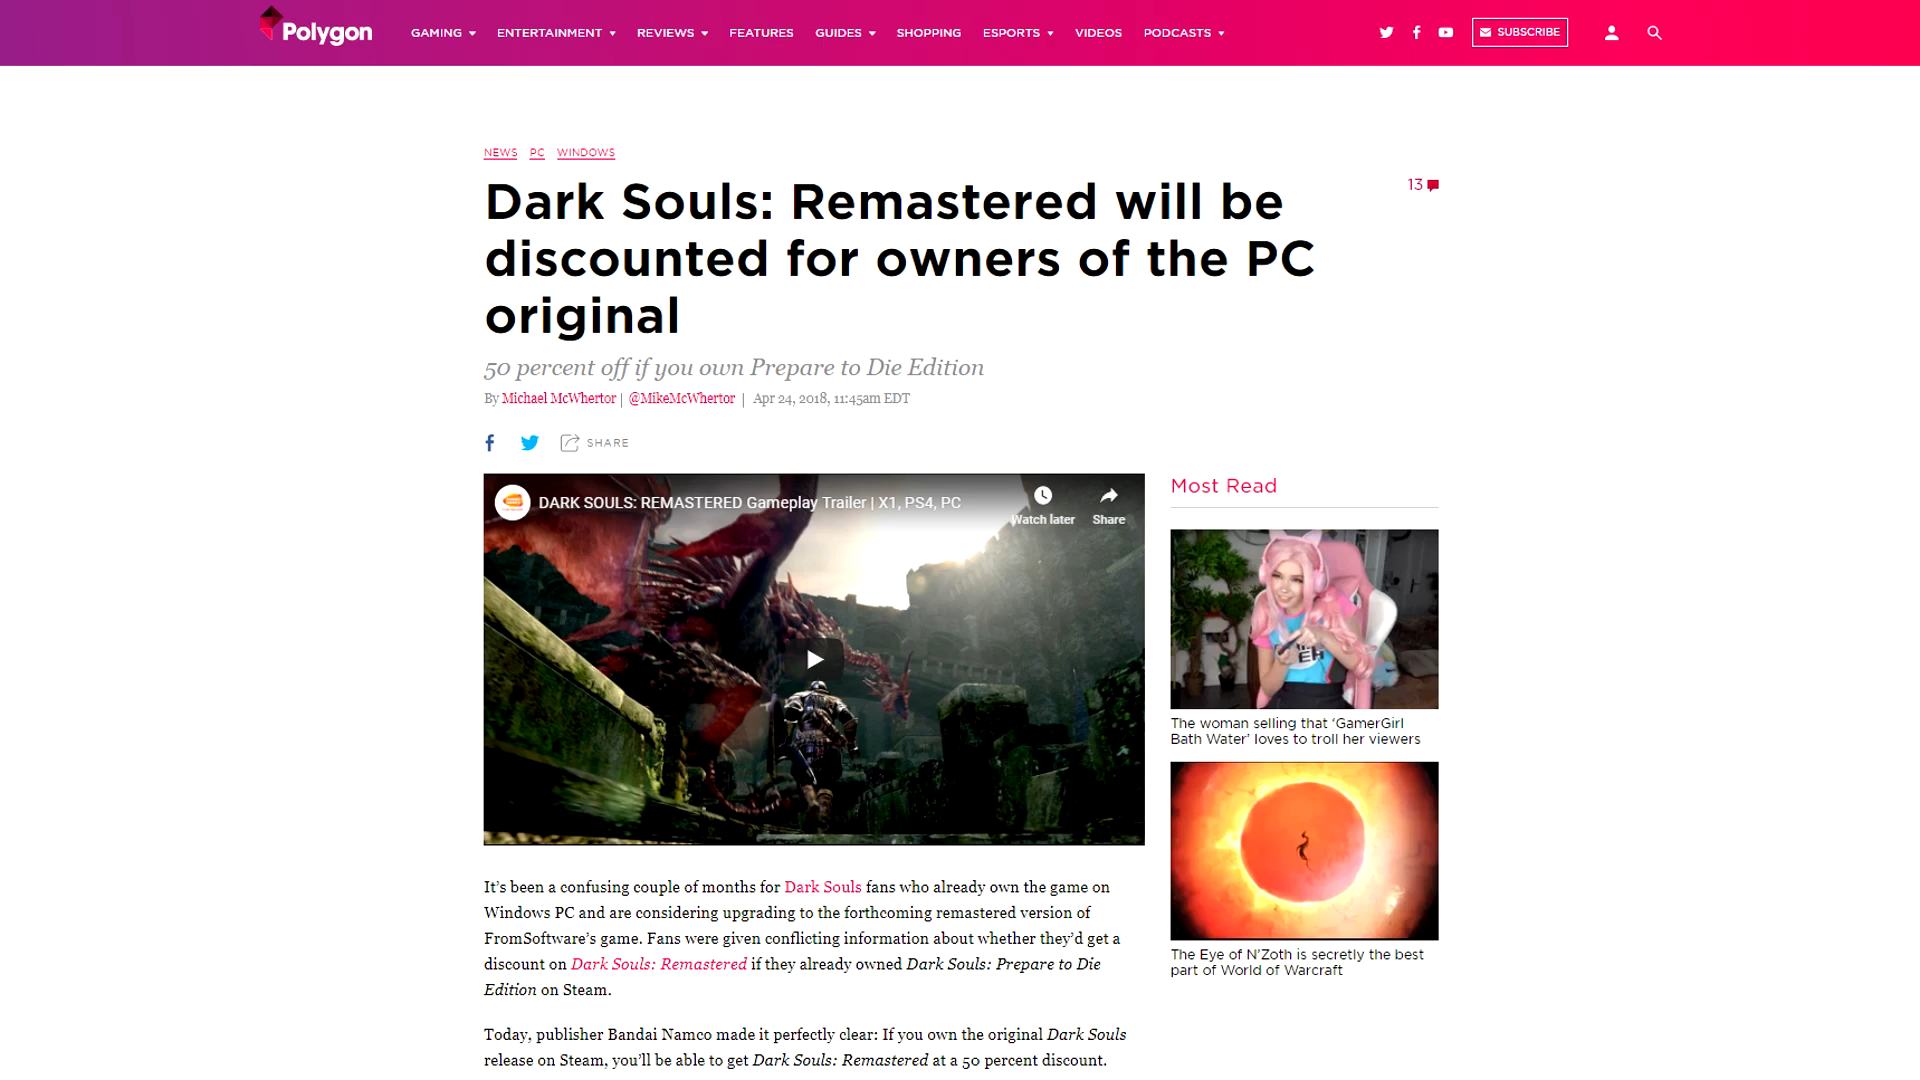 Polygon
GAMING ENTERTAINMENT REVIEWS FEATURES GUIDES SHOPPING ESPORTS VIDEOS PODCASTS SUBSCRIBE
NEWS PC WINDOWS
Dark Souls: Remastered will be
discounted for owners of the PC
original
13
50 percent off if you own Prepare to Die Edition
By Michael McWhertor | @MikeMcWhertor | Apr 24, 2018, 11:45am EDT
SHARE
DARK SOULS: REMASTERED Gameplay Trailer | X1, PS4, PC
Watch later
Share
It’s been a confusing couple of months for Dark Souls fans who already own the game on
Windows PC and are considering upgrading to the forthcoming remastered version of
FromSoftware’s game. Fans were given conflicting information about whether they’d get a
discount on Dark Souls: Remastered if they already owned Dark Souls: Prepare to Die
Edition on Steam.
Today, publisher Bandai Namco made it perfectly clear: If you own the original Dark Souls
release on Steam, you’ll be able to get Dark Souls: Remastered at a 50 percent discount.
Most Read
The woman selling that ‘GamerGirl
Bath Water’ loves to troll her viewers
The Eye of N’Zoth is secretly the best
part of World of Warcraft